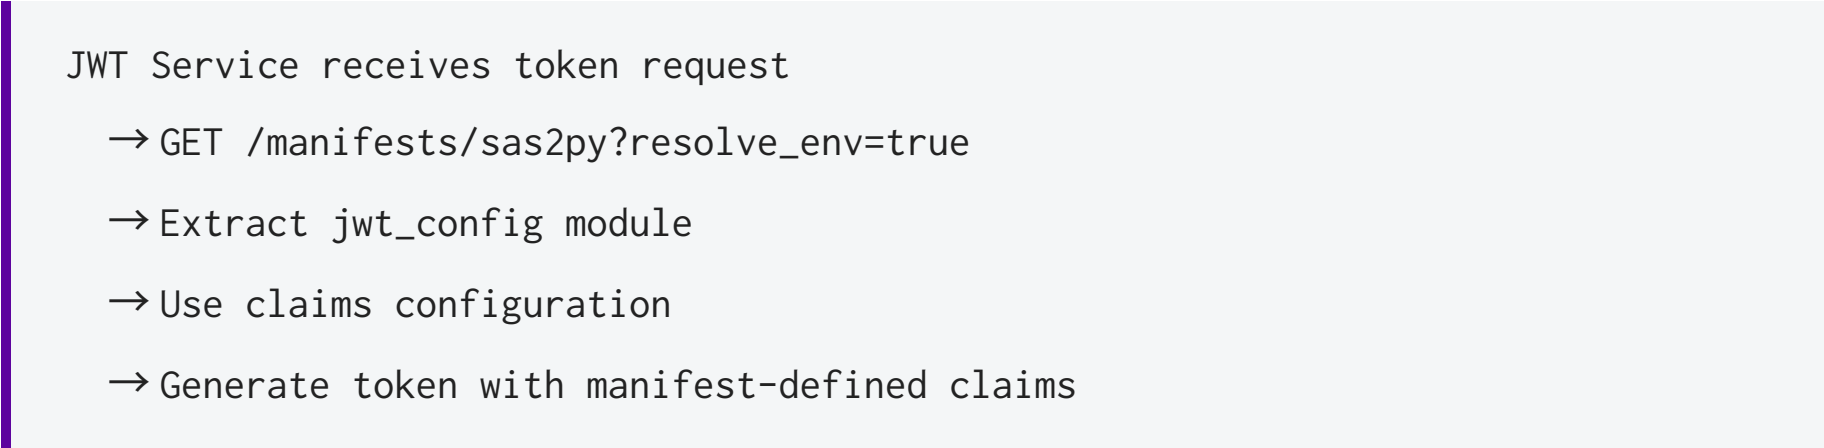 JWT Service receives token request
→ GET /manifests/sas2py?resolve_env=true
→ Extract jwt_config module
→ Use claims configuration
→ Generate token with manifest-defined claims